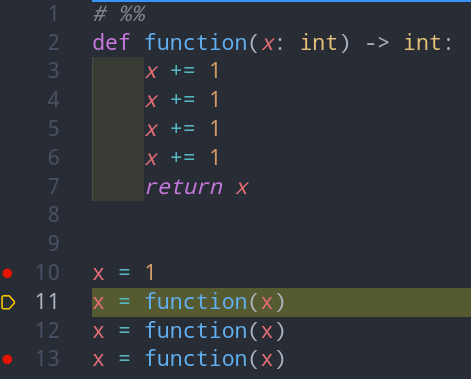 1 # %%
2 def function(x: int) -> int:
3 x += 1
4 x += 1
5 x += 1
6 x += 1
7 return x
8
9
10 x = 1
11 x = function(x)
12 x = function(x)
13 x = function(x)